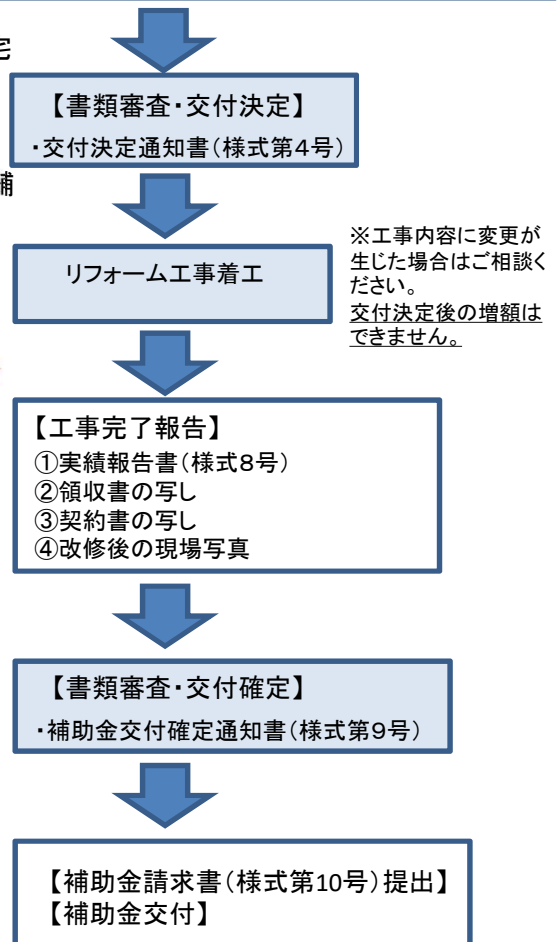 宅
【書類審査・交付決定】
・交付決定通知書(様式第4号)
補
リフォーム工事着工
※工事内容に変更が
生じた場合はご相談く
ださい。
交付決定後の増額は
できません。
【工事完了報告】
①実績報告書(様式8号)
②領収書の写し
③契約書の写し
④改修後の現場写真
【書類審査・交付確定】
・補助金交付確定通知書(様式第9号)
【補助金請求書(様式第10号)提出】
【補助金交付】